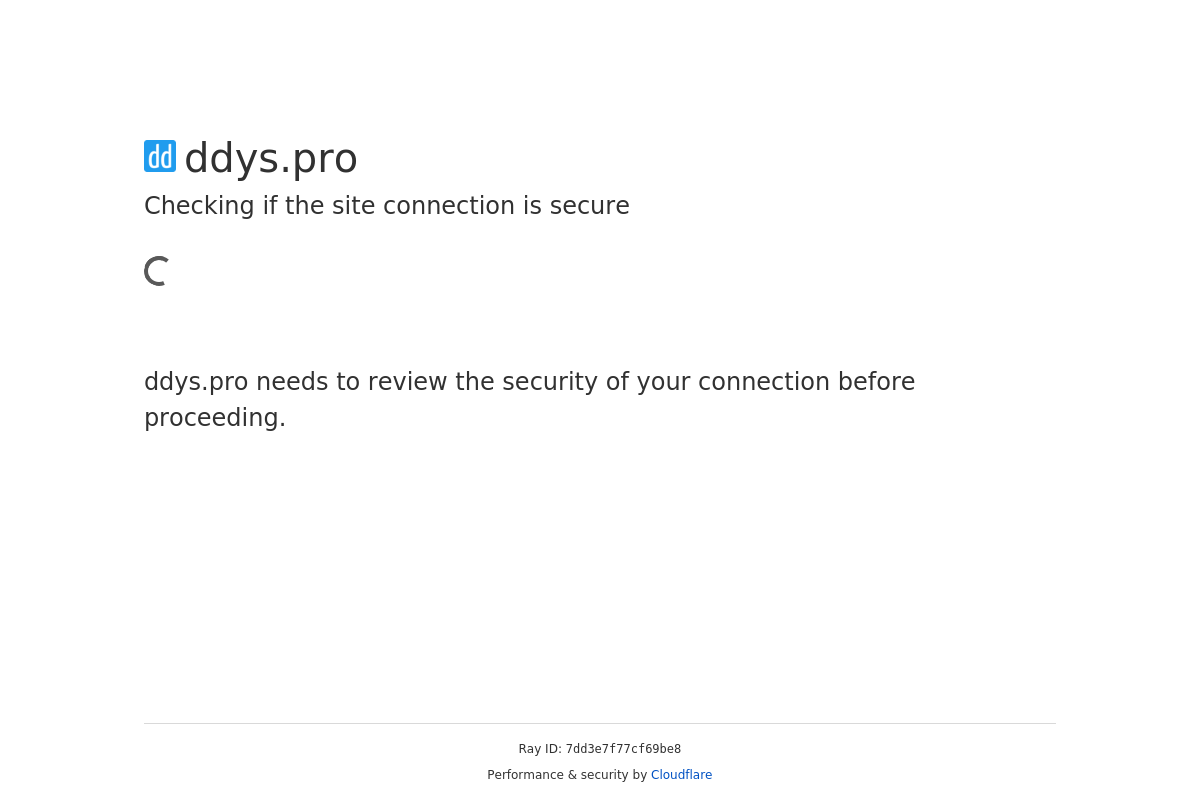 dd ddys.pro
Checking if the site connection is secure
ddys.pro needs to review the security of your connection before
proceeding.
Ray ID: 7dd3e7f77cf69be8
Performance & security by Cloudflare